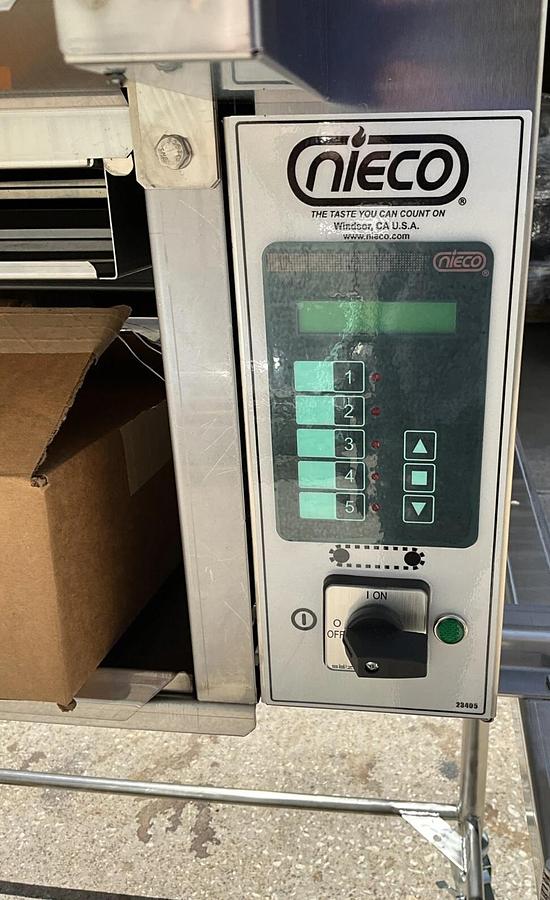 nieco®
THE TASTE YOU CAN COUNT ON
Windsor, CA U.S.A.
www.nieco.com
nieco®
1
2
3
4
5
I ON
O
OFF
23405